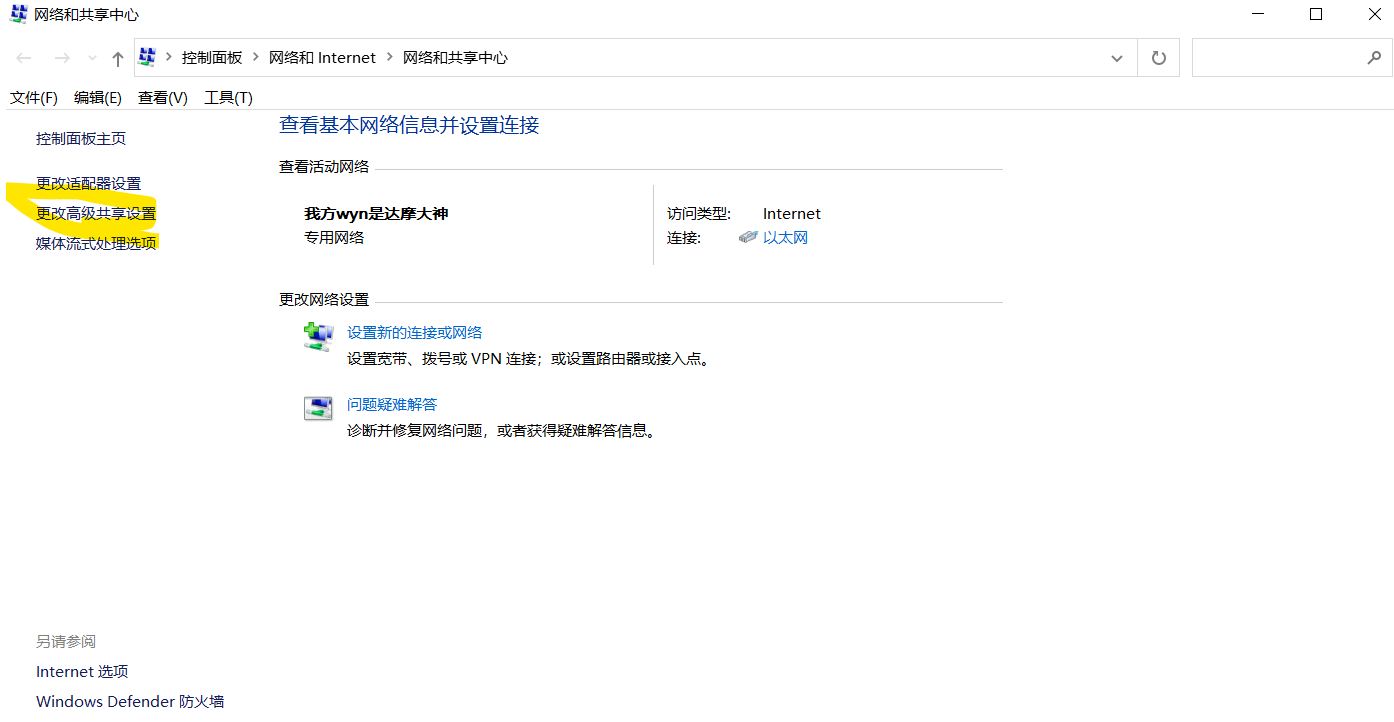 网络和共享中心
控制面板 网络和 Internet 网络和共享中心
文件(F) 编辑(E) 查看(V) 工具(T)
控制面板主页
更改适配器设置
更改高级共享设置
媒体流式处理选项
查看基本网络信息并设置连接
查看活动网络
我方wyn是达摩大神
专用网络
访问类型: Internet
连接: 以太网
更改网络设置
设置新的连接或网络
设置宽带、拨号或 VPN 连接；或设置路由器或接入点。
问题疑难解答
诊断并修复网络问题，或者获得疑难解答信息。
另请参阅
Internet 选项
Windows Defender 防火墙